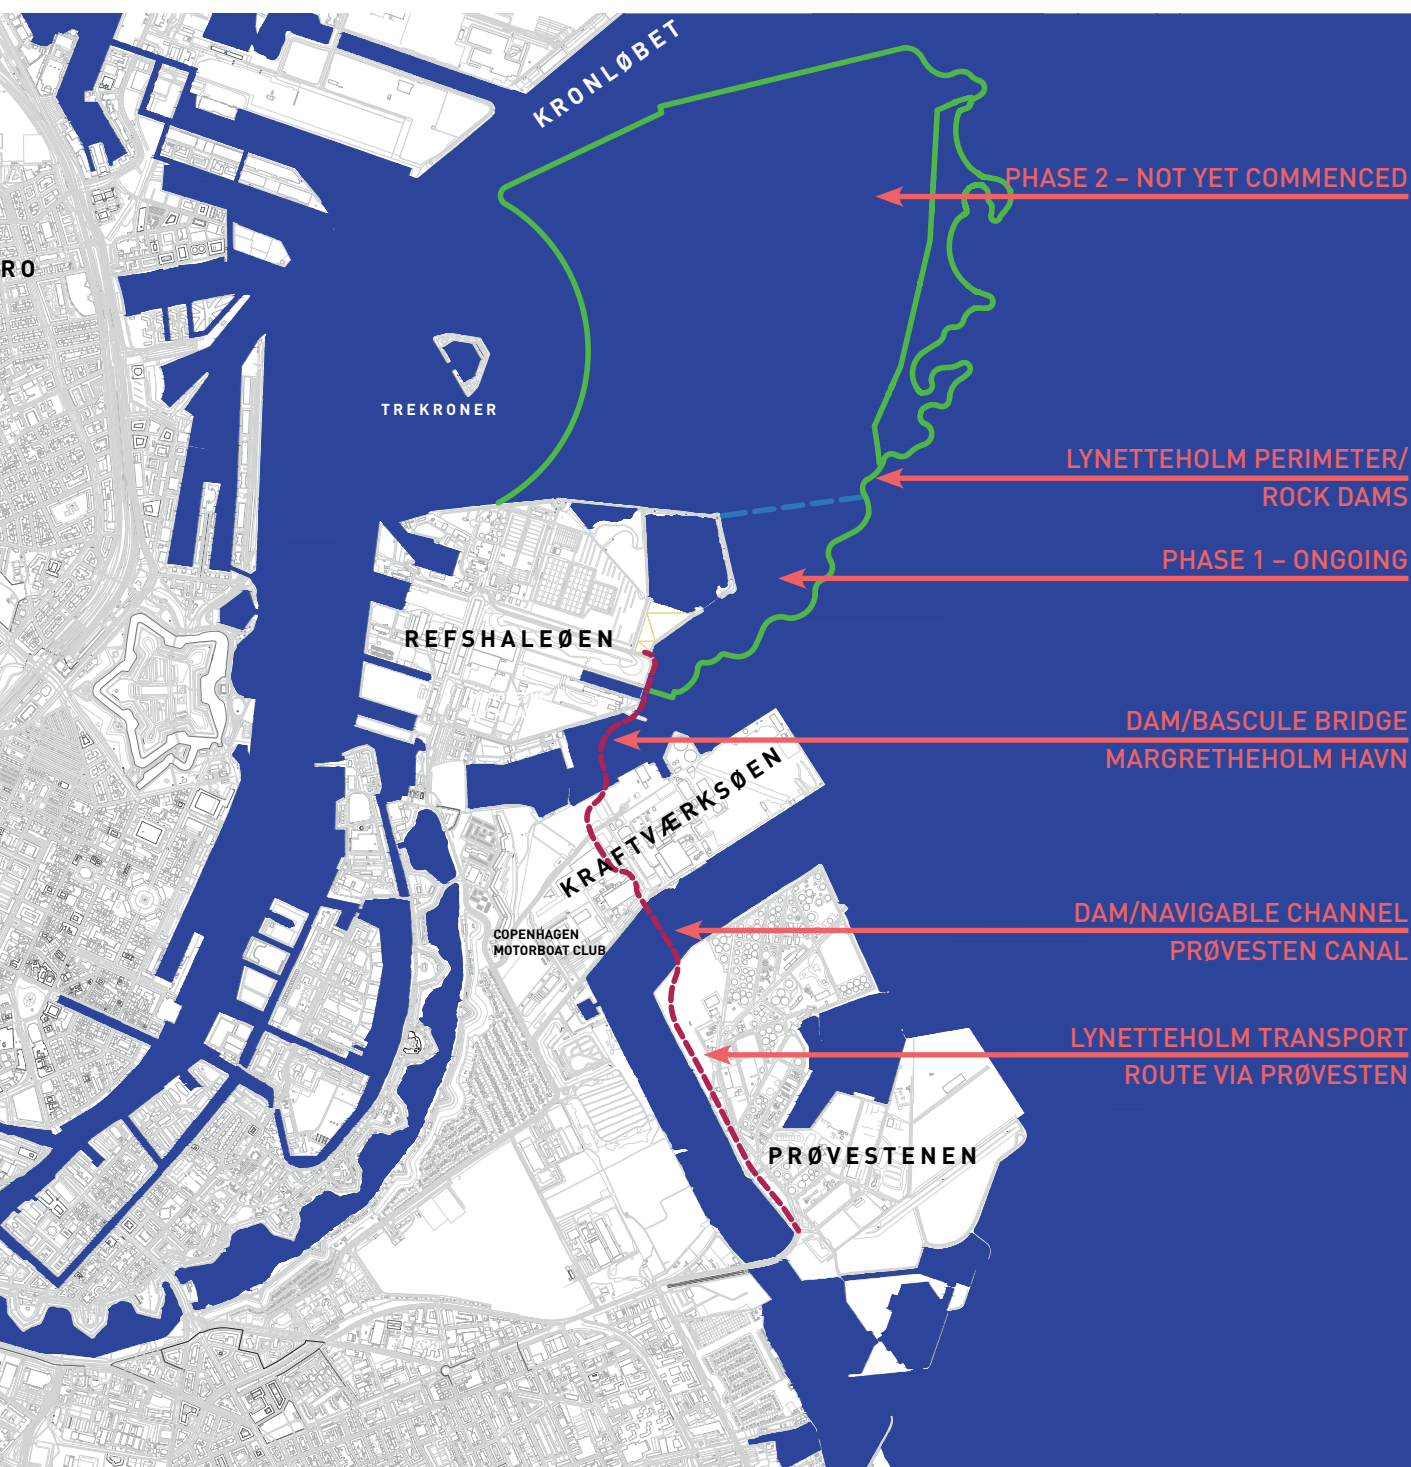 KRONLØBET
PHASE 2 – NOT YET COMMENCED
RO
TREKRONER
LYNETTEHOLM PERIMETER/
ROCK DAMS
PHASE 1 – ONGOING
REFSHALEØEN
DAM/BASCULE BRIDGE
MARGRETHEHOLM HAVN
KRAFTVÆRKSØEN
DAM/NAVIGABLE CHANNEL
PRØVESTEN CANAL
COPENHAGEN
MOTORBOAT CLUB
LYNETTEHOLM TRANSPORT
ROUTE VIA PRØVESTEN
PRØVESTENEN